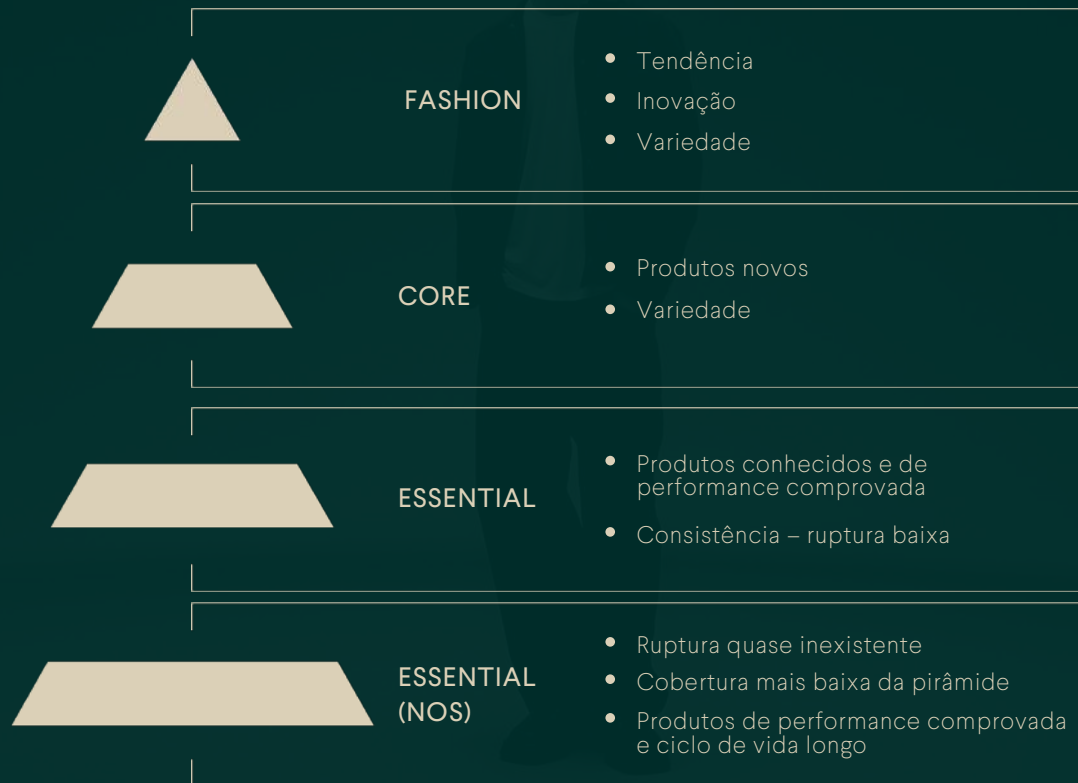 FASHION
Tendência
Inovação
Variedade
CORE
Produtos novos
Variedade
ESSENTIAL
Produtos conhecidos e de
performance comprovada
Consistência – ruptura baixa
ESSENTIAL
(NOS)
Ruptura quase inexistente
Cobertura mais baixa da pirâmide
Produtos de performance comprovada
e ciclo de vida longo